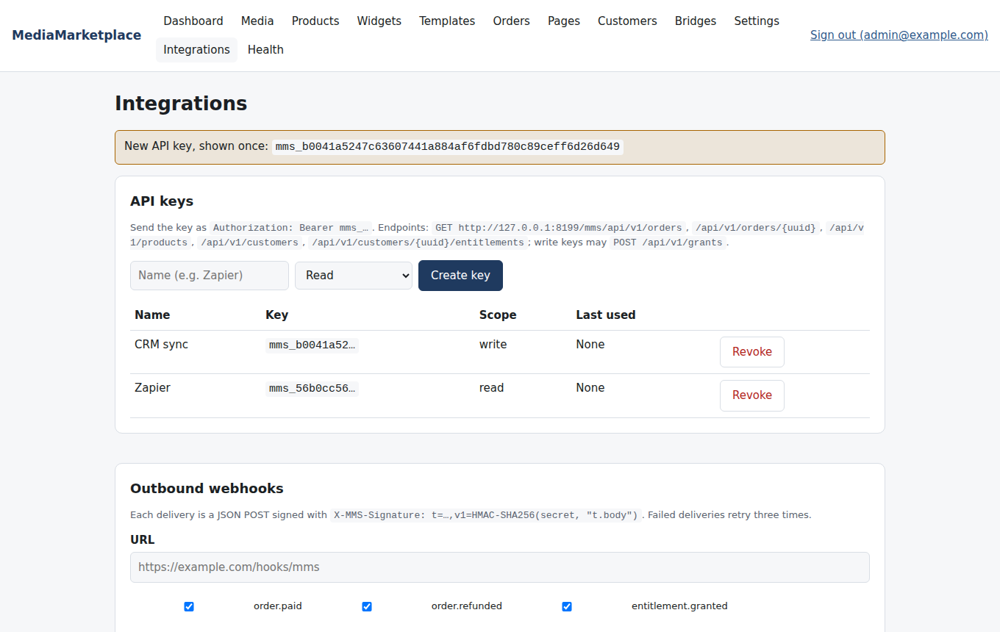 MediaMarketplace
Dashboard Media Products Widgets Templates Orders Pages Customers Bridges Settings
Integrations Health
Sign out (admin@example.com)
Integrations
New API key, shown once: mms_b0041a5247c63607441a884af6fdbd780c89ceff6d26d649
API keys
Send the key as Authorization: Bearer mms_… . Endpoints: GET http://127.0.0.1:8199/mms/api/v1/orders , /api/v1/orders/{uuid} , /api/v
1/products , /api/v1/customers , /api/v1/customers/{uuid}/entitlements ; write keys may POST /api/v1/grants .
Name (e.g. Zapier) Read Create key
Name Key Scope Last used
CRM sync mms_b0041a52… write None Revoke
Zapier mms_56b0cc56… read None Revoke
Outbound webhooks
Each delivery is a JSON POST signed with X-MMS-Signature: t=…,v1=HMAC-SHA256(secret, "t.body") . Failed deliveries retry three times.
URL
https://example.com/hooks/mms
order.paid order.refunded entitlement.granted